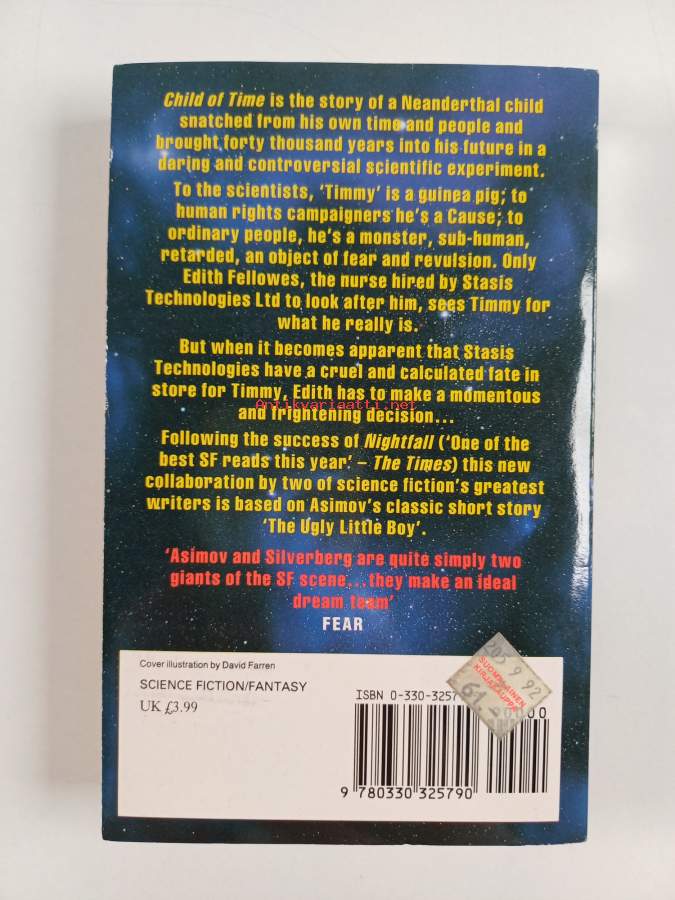 Child of Time is the story of a Neanderthal child
snatched from his own time and people and
brought forty thousand years into his future in a
daring and controversial scientific experiment.
To the scientists, 'Timmy' is a guinea pig; to
human rights campaigners he's a Cause; to
ordinary people, he's a monster, sub-human,
retarded, an object of fear and revulsion. Only
Edith Fellowes, the nurse hired by Stasis
Technologies Ltd to look after him, sees Timmy for
what he really is.
But when it becomes apparent that Stasis
Technologies have a cruel and calculated fate in
store for Timmy, Edith has to make a momentous
Antikvariaatti.net
and frightening decision...
Following the success of Nightfall ('One of the
best SF reads this year' – The Times) this new
collaboration by two of science fiction's greatest
writers is based on Asimov's classic short story
'The Ugly Little Boy'.
'Asimov and Silverberg are quite simply two
giants of the SF scene...they make an ideal
dream team'
FEAR
Cover illustration by David Farren
SCIENCE FICTION/FANTASY
UK £3.99
ISBN 0-330-3257
205 9 92
SUOMALAINEN
KIRJAKAUPPA
61,-
0000
9 780330 325790